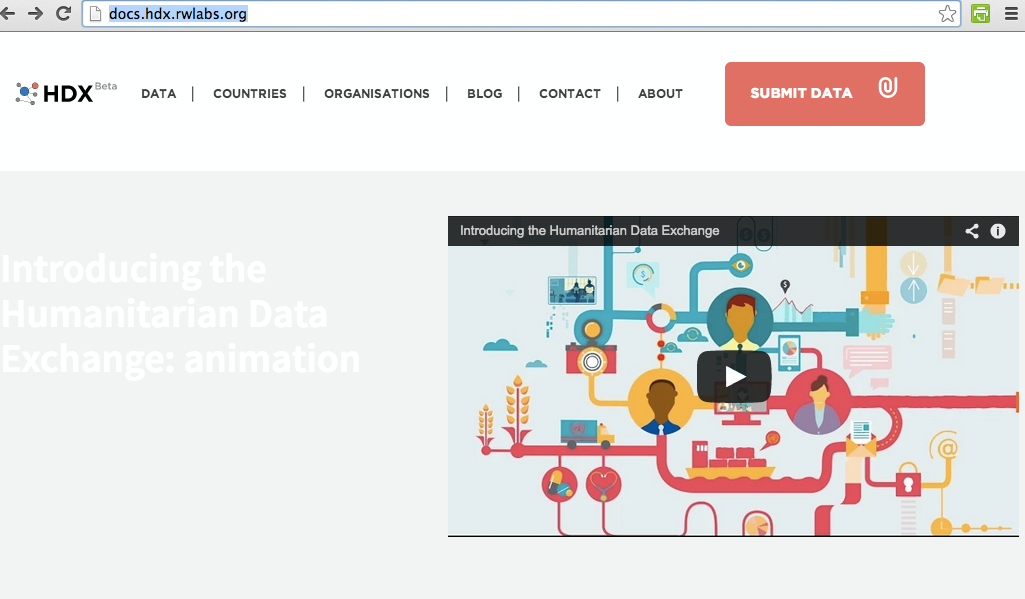 docs.hdx.rwlabs.org
HDX Beta
DATA | COUNTRIES | ORGANISATIONS | BLOG | CONTACT | ABOUT
SUBMIT DATA
Introducing the Humanitarian Data Exchange
Introducing the
Humanitarian Data
Exchange: animation